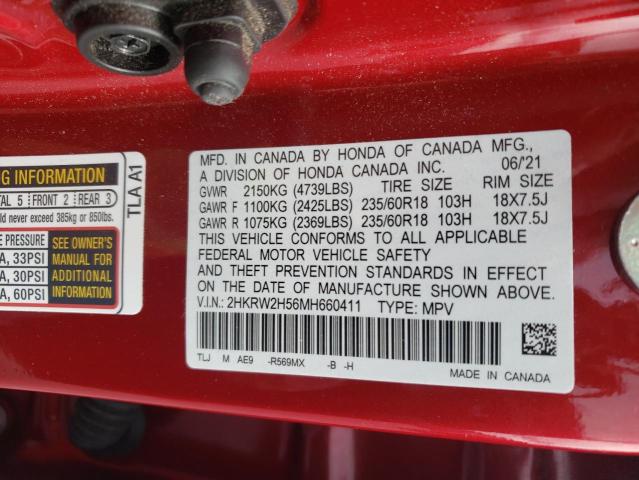 G INFORMATION
TAL 5 FRONT 2 REAR 3
ld never exceed 385kg or 850lbs.
E PRESSURE
A, 33PSI
A, 30PSI
A, 60PSI
SEE OWNER'S
MANUAL FOR
ADDITIONAL
INFORMATION
TLA A1
MFD. IN CANADA BY HONDA OF CANADA MFG.,
A DIVISION OF HONDA CANADA INC. 06/'21
GVWR 2150KG (4739LBS) TIRE SIZE RIM SIZE
GAWR F 1100KG (2425LBS) 235/60R18 103H 18X7.5J
GAWR R 1075KG (2369LBS) 235/60R18 103H 18X7.5J
THIS VEHICLE CONFORMS TO ALL APPLICABLE
FEDERAL MOTOR VEHICLE SAFETY
AND THEFT PREVENTION STANDARDS IN EFFECT
ON THE DATE OF MANUFACTURE SHOWN ABOVE.
V.I.N.: 2HKRW2H56MH660411 TYPE: MPV
TLJ M AE9 -R569MX -B -H
MADE IN CANADA